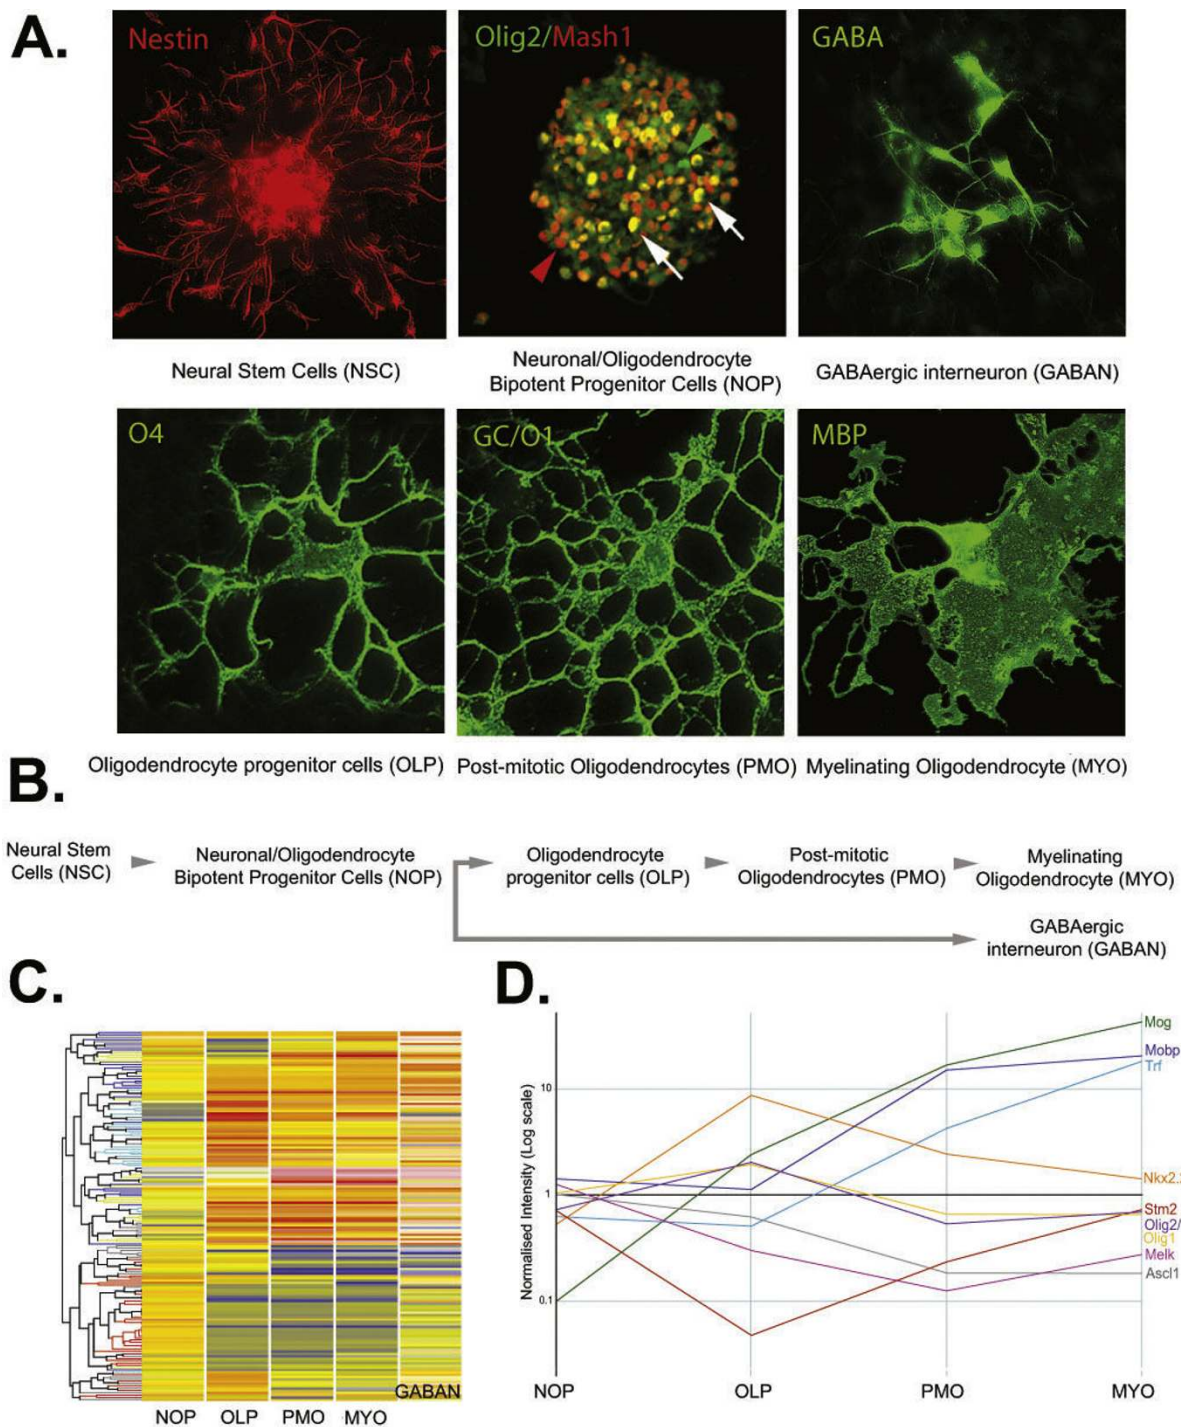 A.
Nestin
Olig2/Mash1
GABA
Neural Stem Cells (NSC)
Neuronal/Oligodendrocyte
Bipotent Progenitor Cells (NOP)
GABAergic interneuron (GABAN)
O4
GC/O1
MBP
Oligodendrocyte progenitor cells (OLP)
Post-mitotic Oligodendrocytes (PMO)
Myelinating Oligodendrocyte (MYO)
B.
Neural Stem
Cells (NSC)
Neuronal/Oligodendrocyte
Bipotent Progenitor Cells (NOP)
Oligodendrocyte
progenitor cells (OLP)
Post-mitotic
Oligodendrocytes (PMO)
Myelinating
Oligodendrocyte (MYO)
GABAergic
interneuron (GABAN)
C.
GABAN
NOP
OLP
PMO
MYO
D.
Normalised Intensity (Log scale)
10
1
0.1
Mog
Mobp
Trf
Nkx2.2
Stm2
Olig2/
Olig1
Melk
Ascl1
NOP
OLP
PMO
MYO